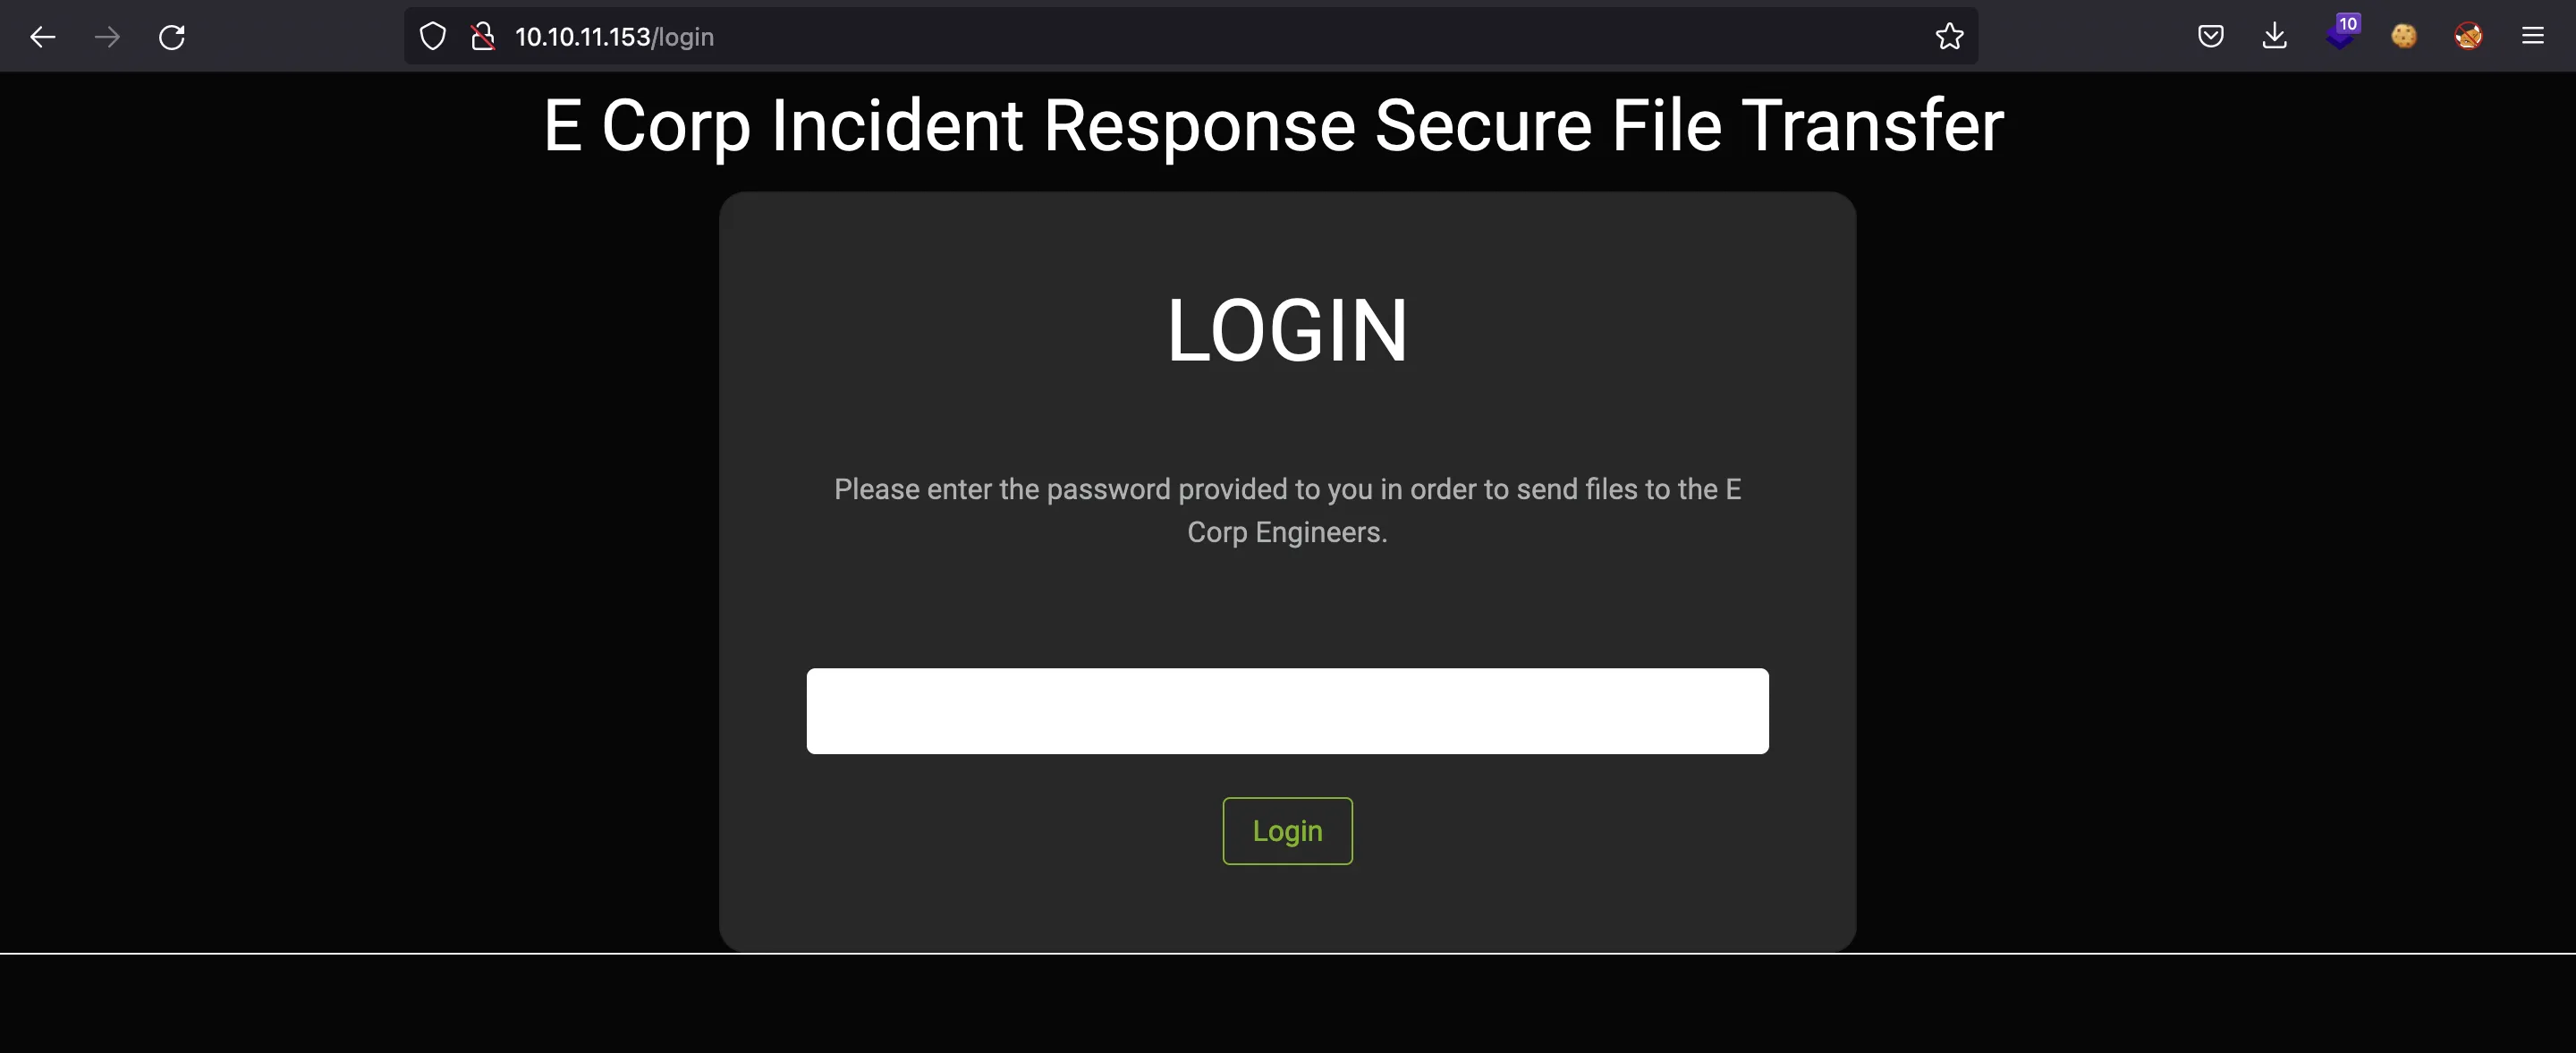 10.10.11.153/login
10
E Corp Incident Response Secure File Transfer
LOGIN
Please enter the password provided to you in order to send files to the E
Corp Engineers.
Login